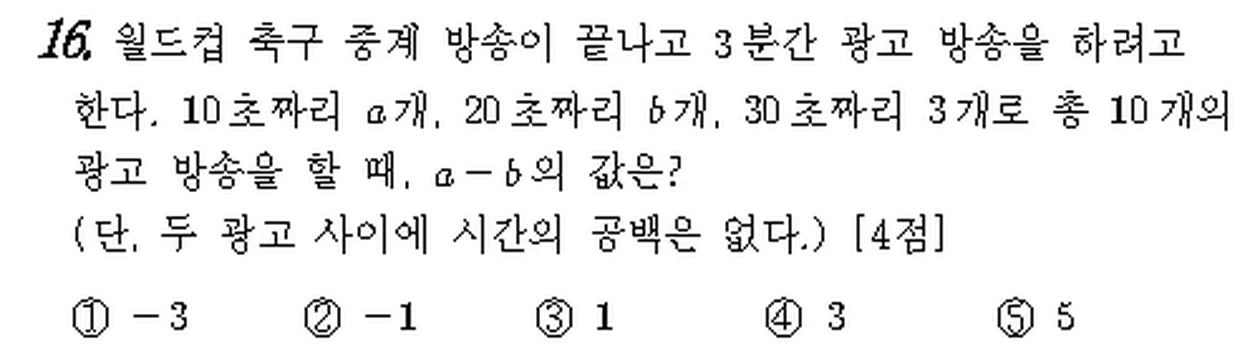 16. 월드컵 축구 중계 방송이 끝나고 3분간 광고 방송을 하려고
한다. 10초짜리 a개, 20초짜리 b개, 30초짜리 3개로 총 10개의
광고 방송을 할 때, a-b의 값은?
(단, 두 광고 사이에 시간의 공백은 없다.) [4점]
① -3 ② -1 ③ 1 ④ 3 ⑤ 5